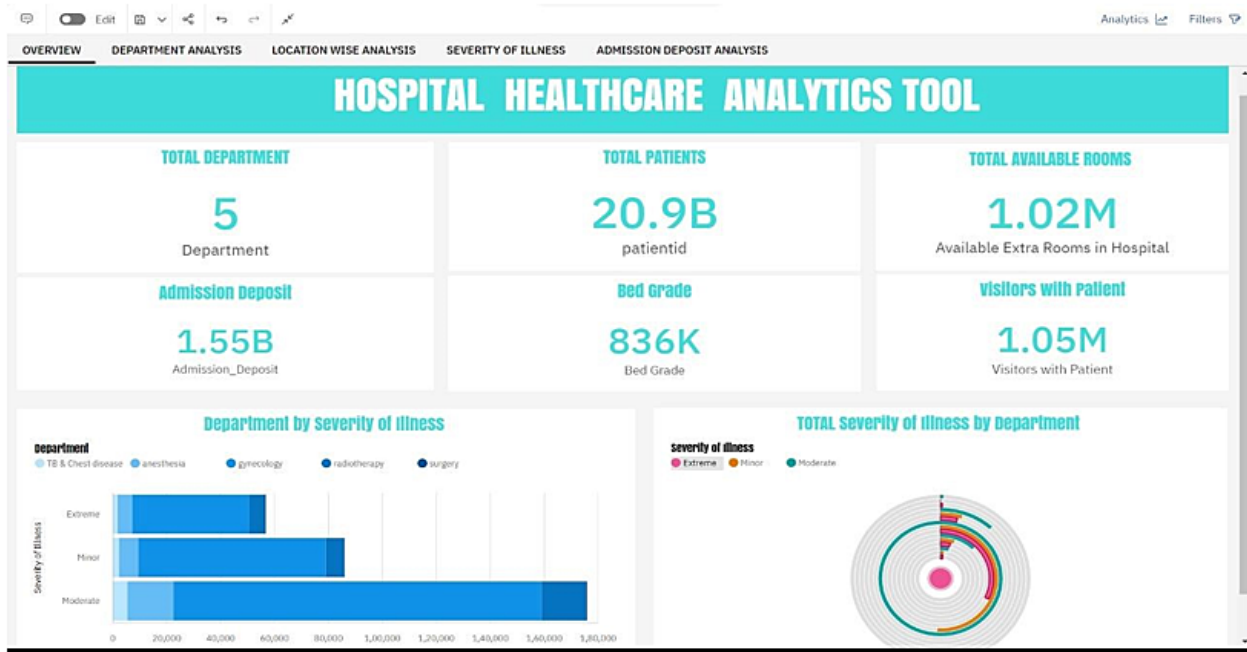 Edit
Analytics
Filters
OVERVIEW DEPARTMENT ANALYSIS LOCATION WISE ANALYSIS SEVERITY OF ILLNESS ADMISSION DEPOSIT ANALYSIS
HOSPITAL HEALTHCARE ANALYTICS TOOL
TOTAL DEPARTMENT
5
Department
TOTAL PATIENTS
20.9B
patientid
TOTAL AVAILABLE ROOMS
1.02M
Available Extra Rooms in Hospital
Admission Deposit
1.55B
Admission_Deposit
Bed Grade
836K
Bed Grade
Visitors with Patient
1.05M
Visitors with Patient
Department by Severity of Illness
Department
TB & Chest disease anesthesia gynecology radiotherapy surgery
Severity of Illness
Extreme
Minor
Moderate
0 20,000 40,000 60,000 80,000 1,00,000 1,20,000 1,40,000 1,60,000 1,80,000
TOTAL Severity of Illness by Department
Severity of Illness
Extreme Minor Moderate